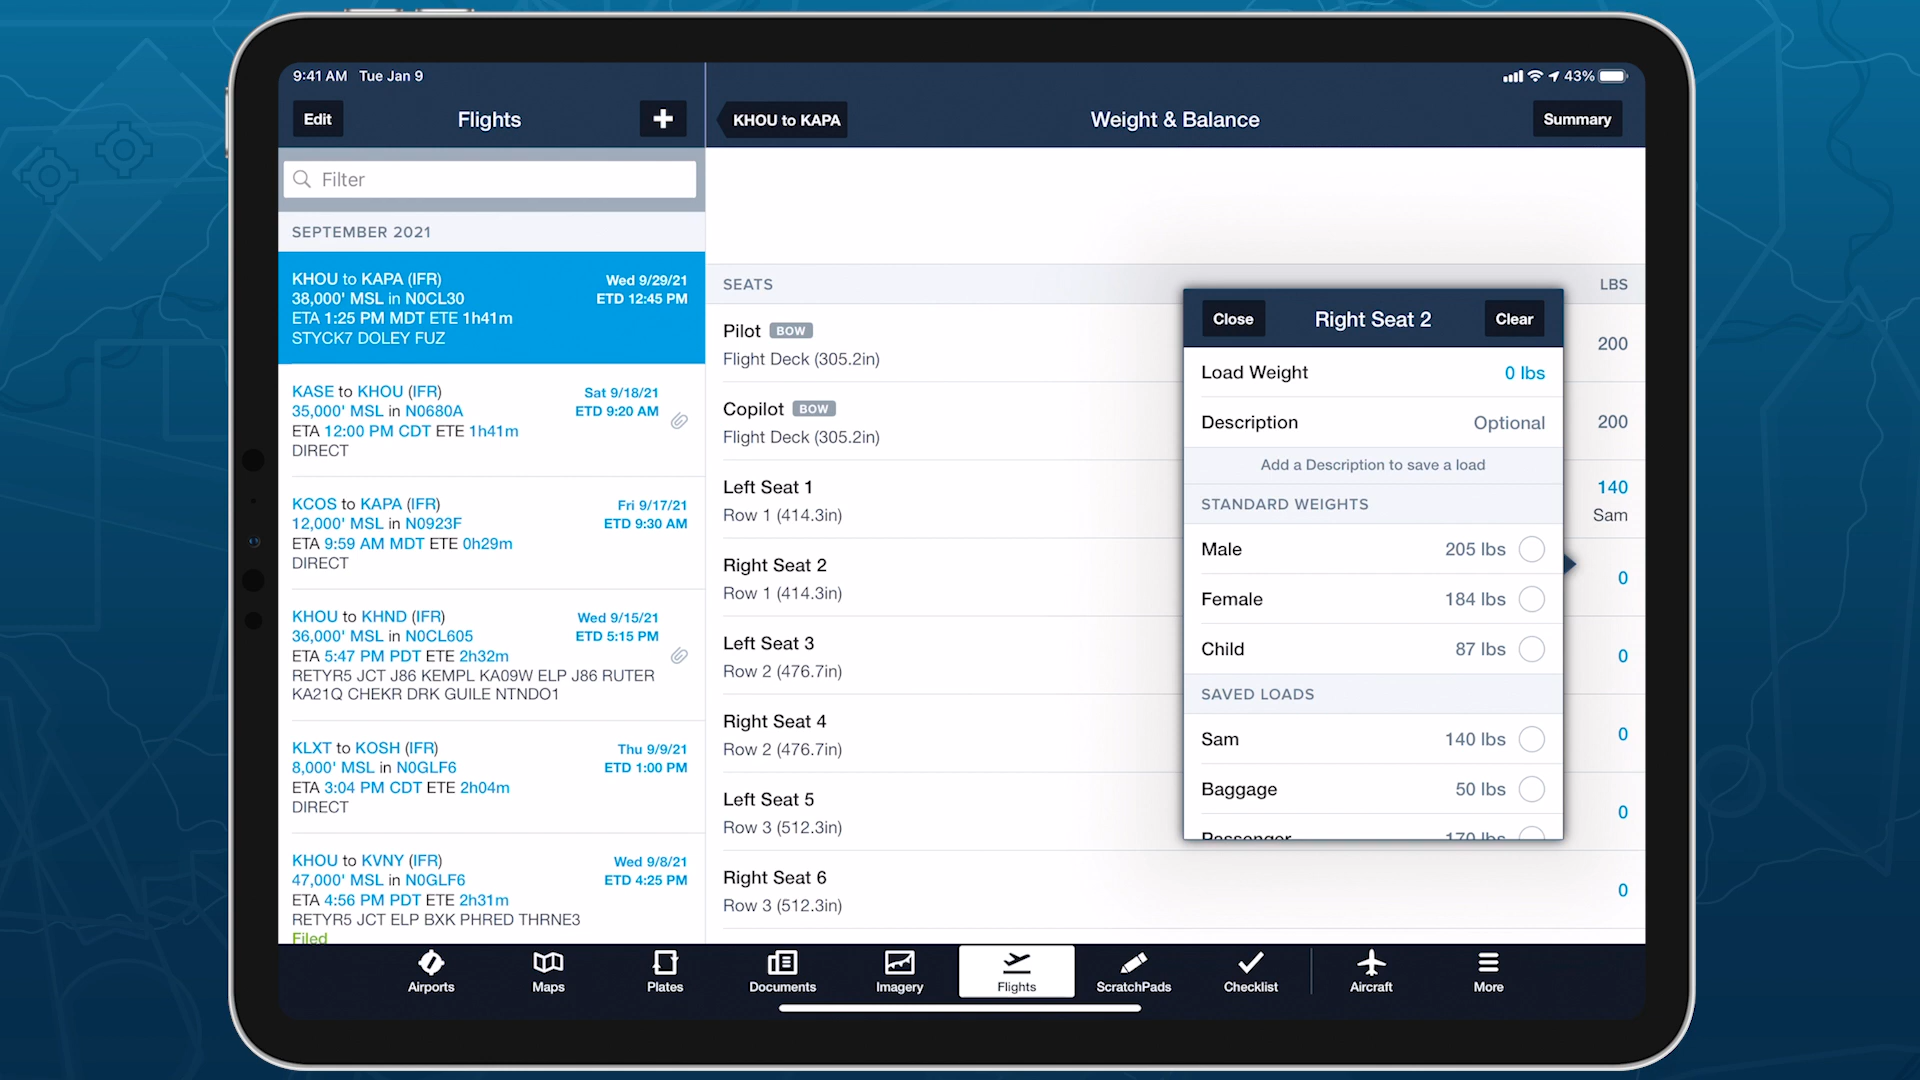 9:41 AM Tue Jan 9
43%
Edit
Flights
KHOU to KAPA
Weight & Balance
Summary
Filter
SEPTEMBER 2021
KHOU to KAPA (IFR)
Wed 9/29/21
38,000' MSL in N0CL30
ETD 12:45 PM
ETA 1:25 PM MDT ETE 1h41m
STYCK7 DOLEY FUZ
KASE to KHOU (IFR)
Sat 9/18/21
35,000' MSL in N0680A
ETD 9:20 AM
ETA 12:00 PM CDT ETE 1h41m
DIRECT
KCOS to KAPA (IFR)
Fri 9/17/21
12,000' MSL in N0923F
ETD 9:30 AM
ETA 9:59 AM MDT ETE 0h29m
DIRECT
KHOU to KHND (IFR)
Wed 9/15/21
36,000' MSL in N0CL605
ETD 5:15 PM
ETA 5:47 PM PDT ETE 2h32m
RETYR5 JCT J86 KEMPL KA09W ELP J86 RUTER
KA21Q CHEKR DRK GUILE NTNDO1
KLXT to KOSH (IFR)
Thu 9/9/21
8,000' MSL in N0GLF6
ETD 1:00 PM
ETA 3:04 PM CDT ETE 2h04m
DIRECT
KHOU to KVNY (IFR)
Wed 9/8/21
47,000' MSL in N0GLF6
ETD 4:25 PM
ETA 4:56 PM PDT ETE 2h31m
RETYR5 JCT ELP BXK PHRED THRNE3
Filed
SEATS
LBS
Pilot BOW
Flight Deck (305.2in)
200
Copilot BOW
Flight Deck (305.2in)
200
Left Seat 1
Row 1 (414.3in)
140
Sam
Right Seat 2
Row 1 (414.3in)
0
Left Seat 3
Row 2 (476.7in)
0
Right Seat 4
Row 2 (476.7in)
0
Left Seat 5
Row 3 (512.3in)
0
Right Seat 6
Row 3 (512.3in)
0
Close
Right Seat 2
Clear
Load Weight 0 lbs
Description Optional
Add a Description to save a load
STANDARD WEIGHTS
Male 205 lbs
Female 184 lbs
Child 87 lbs
SAVED LOADS
Sam 140 lbs
Baggage 50 lbs
Passenger 170 lbs
Airports
Maps
Plates
Documents
Imagery
Flights
ScratchPads
Checklist
Aircraft
More